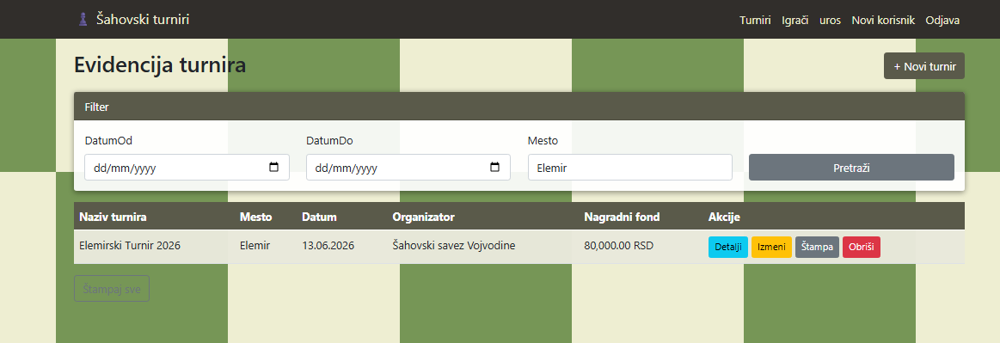 Šahovski turniri Turniri Igrači uros Novi korisnik Odjava
Evidencija turnira + Novi turnir
Filter
DatumOd DatumDo Mesto
dd/mm/yyyy dd/mm/yyyy Elemir Pretraži
Naziv turnira Mesto Datum Organizator Nagradni fond Akcije
Elemirski Turnir 2026 Elemir 13.06.2026 Šahovski savez Vojvodine 80,000.00 RSD Detalji Izmeni Štampa Obriši
Štampaj sve